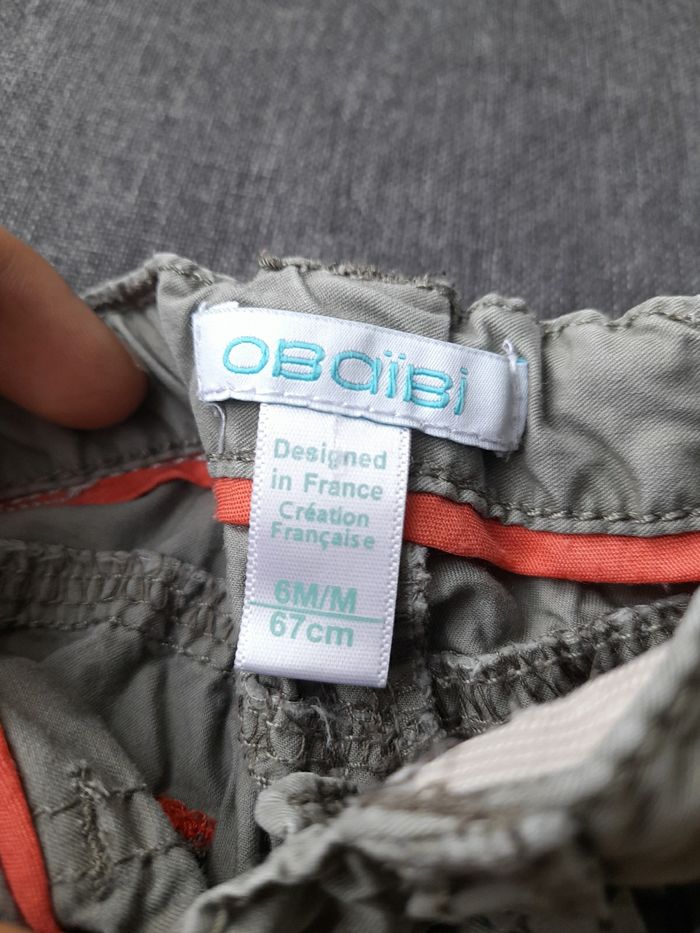 OBaïBi
Designed
in France
Création
Française
6M/M
67cm